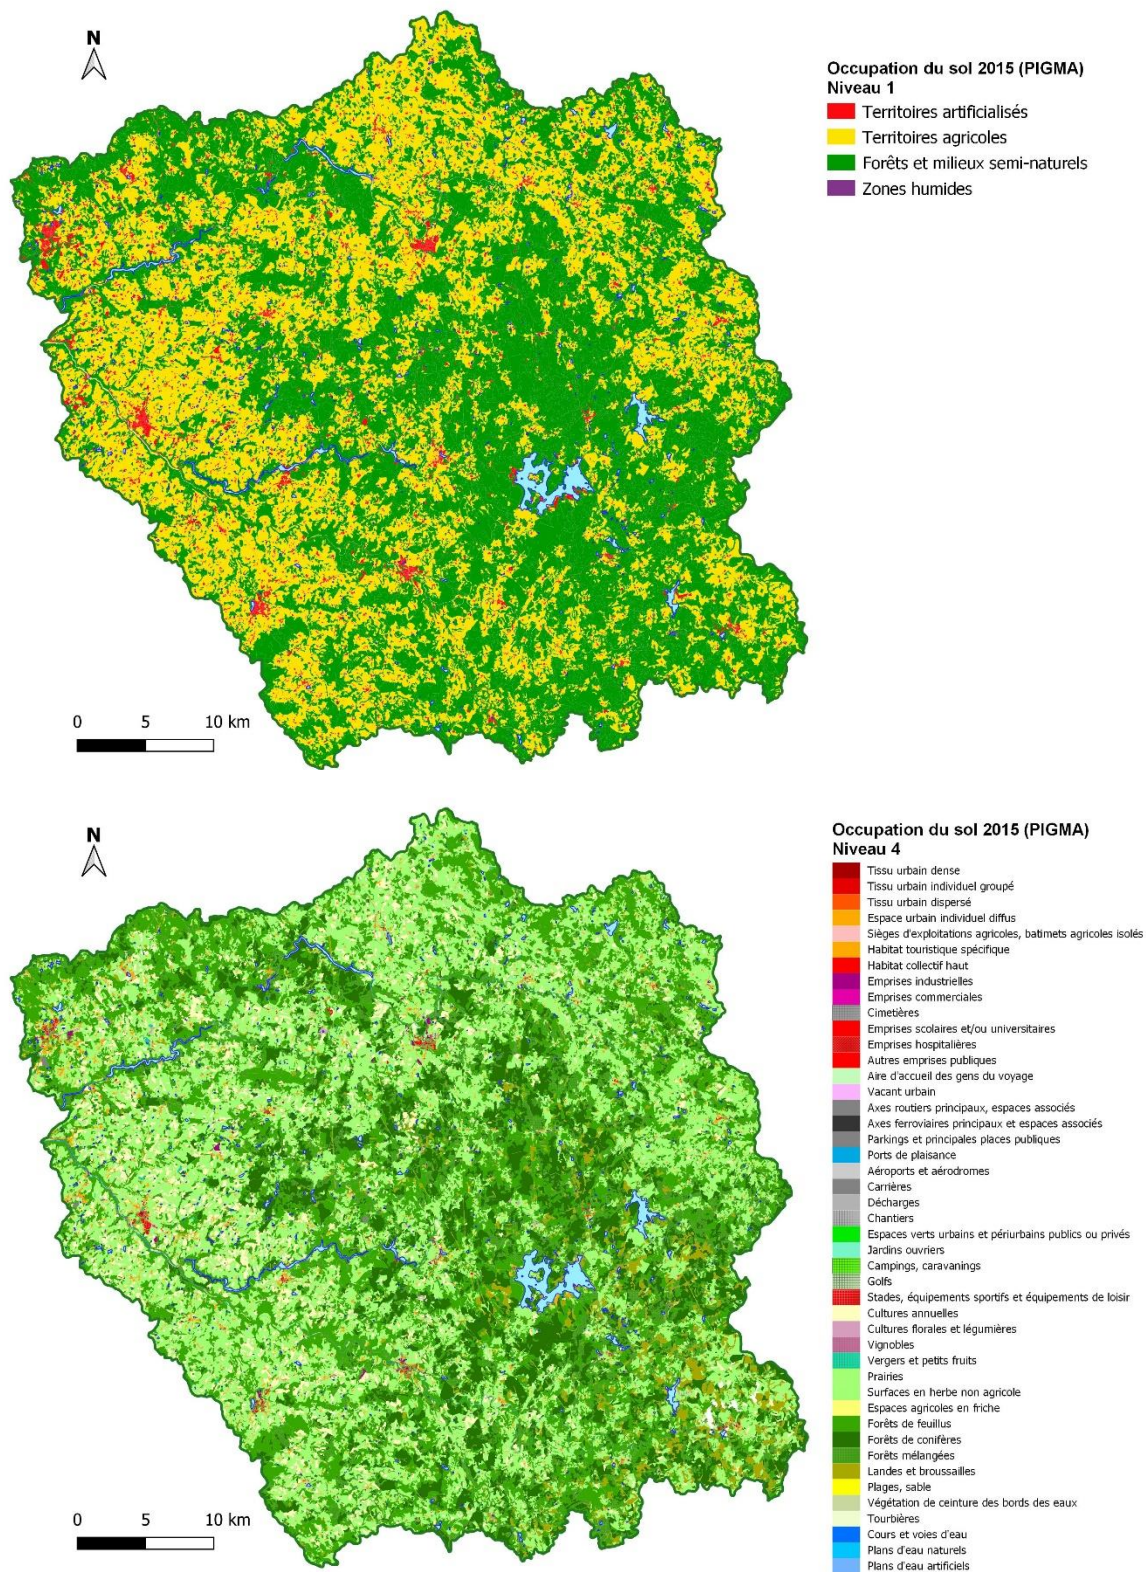 N
Occupation du sol 2015 (PIGMA)
Niveau 1
Territoires artificialisés
Territoires agricoles
Forêts et milieux semi-naturels
Zones humides
0 5 10 km
N
Occupation du sol 2015 (PIGMA)
Niveau 4
Tissu urbain dense
Tissu urbain individuel groupé
Tissu urbain dispersé
Espace urbain individuel diffus
Sièges d'exploitations agricoles, batimets agricoles isolés
Habitat touristique spécifique
Habitat collectif haut
Emprises industrielles
Emprises commerciales
Cimetières
Emprises scolaires et/ou universitaires
Emprises hospitalières
Autres emprises publiques
Aire d'accueil des gens du voyage
Vacant urbain
Axes routiers principaux, espaces associés
Axes ferroviaires principaux et espaces associés
Parkings et principales places publiques
Ports de plaisance
Aéroports et aérodromes
Carrières
Décharges
Chantiers
Espaces verts urbains et périurbains publics ou privés
Jardins ouvriers
Campings, caravanings
Golfs
Stades, équipements sportifs et équipements de loisir
Cultures annuelles
Cultures florales et légumières
Vignobles
Vergers et petits fruits
Prairies
Surfaces en herbe non agricole
Espaces agricoles en friche
Forêts de feuillus
Forêts de conifères
Forêts mélangées
Landes et broussailles
Plages, sable
Végétation de ceinture des bords des eaux
Tourbières
Cours et voies d'eau
Plans d'eau naturels
Plans d'eau artificiels
0 5 10 km